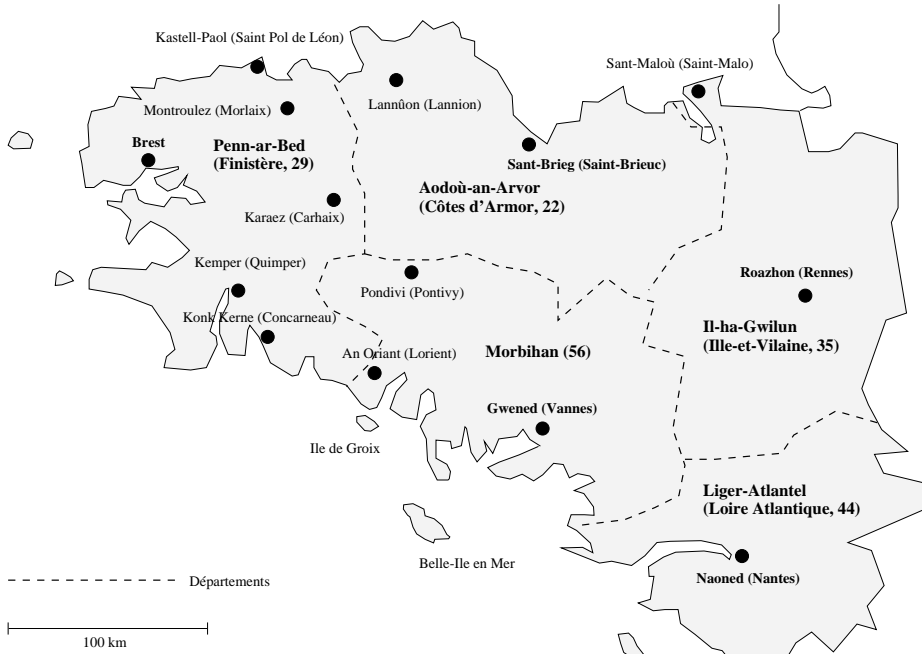 Kastell-Paol (Saint Pol de Léon)
Sant-Maloù (Saint-Malo)
Lannûon (Lannion)
Montroulez (Morlaix)
Brest
Penn-ar-Bed
(Finistère, 29)
Sant-Brieg (Saint-Brieuc)
Aodoù-an-Arvor
(Côtes d'Armor, 22)
Karaez (Carhaix)
Kemper (Quimper)
Pondivi (Pontivy)
Roazhon (Rennes)
Konk Kerne (Concarneau)
Il-ha-Gwilun
(Ille-et-Vilaine, 35)
An Oriant (Lorient)
Morbihan (56)
Gwened (Vannes)
Ile de Groix
Liger-Atlantel
(Loire Atlantique, 44)
Belle-Ile en Mer
Naoned (Nantes)
Départements
100 km